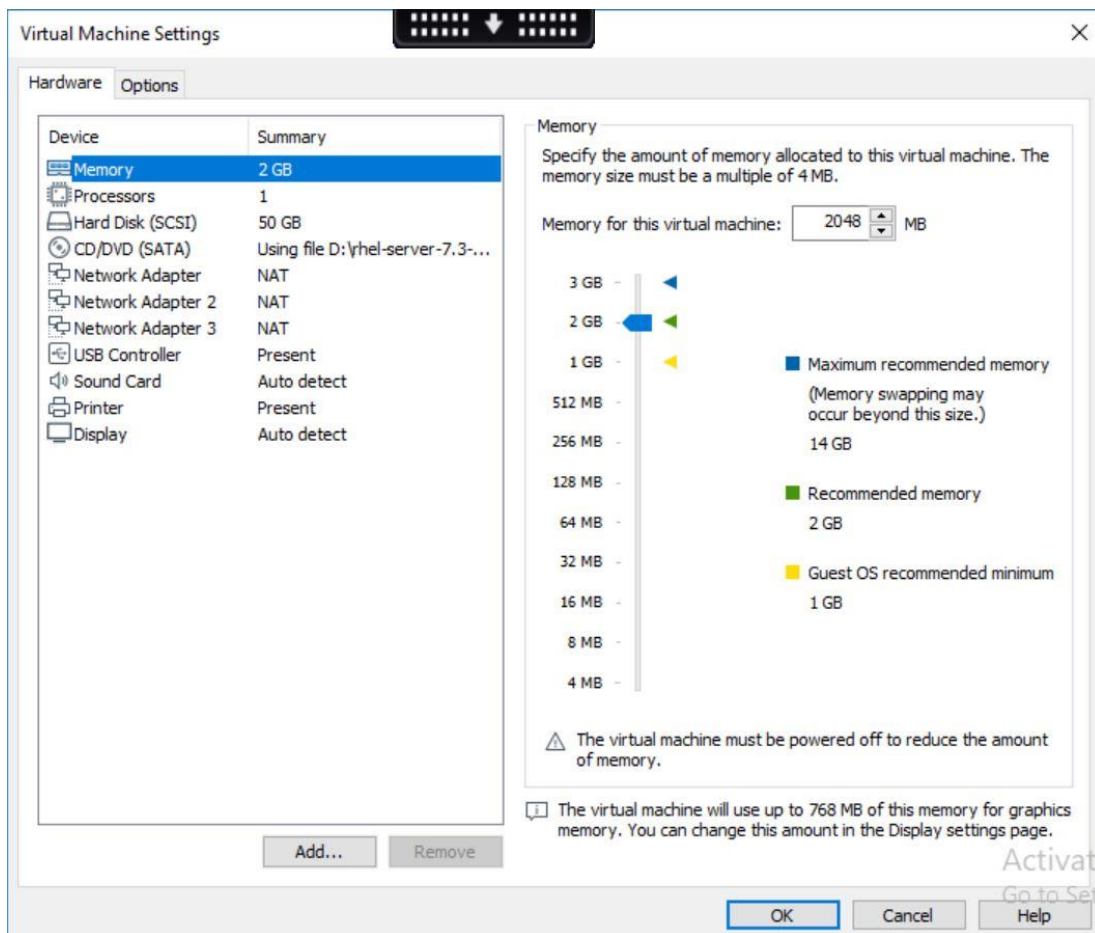 Virtual Machine Settings
Hardware Options
Device Summary
Memory 2 GB
Processors 1
Hard Disk (SCSI) 50 GB
CD/DVD (SATA) Using file D:\rhel-server-7.3-...
Network Adapter NAT
Network Adapter 2 NAT
Network Adapter 3 NAT
USB Controller Present
Sound Card Auto detect
Printer Present
Display Auto detect
Add... Remove
Memory
Specify the amount of memory allocated to this virtual machine. The
memory size must be a multiple of 4 MB.
Memory for this virtual machine: 2048 MB
3 GB
2 GB
1 GB
512 MB
256 MB
128 MB
64 MB
32 MB
16 MB
8 MB
4 MB
Maximum recommended memory
(Memory swapping may
occur beyond this size.)
14 GB
Recommended memory
2 GB
Guest OS recommended minimum
1 GB
The virtual machine must be powered off to reduce the amount
of memory.
The virtual machine will use up to 768 MB of this memory for graphics
memory. You can change this amount in the Display settings page.
Activat
Go to Set
OK Cancel Help